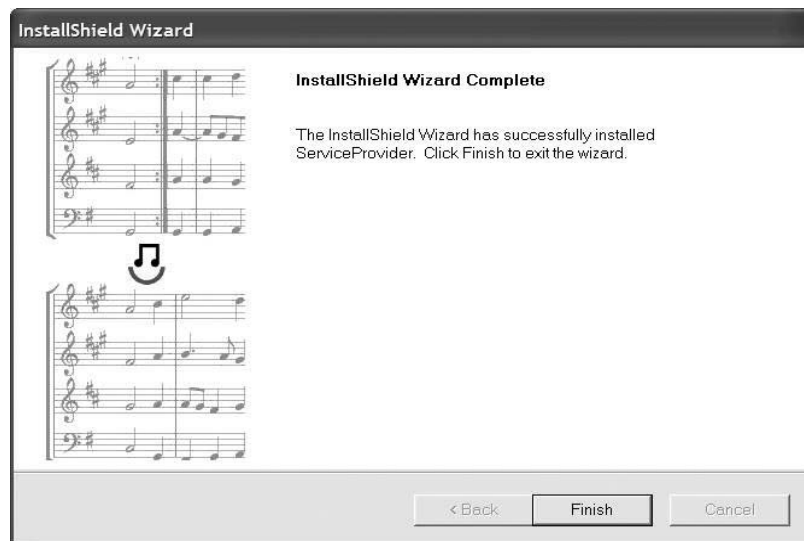 InstallShield Wizard
InstallShield Wizard Complete
The InstallShield Wizard has successfully installed
ServiceProvider. Click Finish to exit the wizard.
< Back
Finish
Cancel